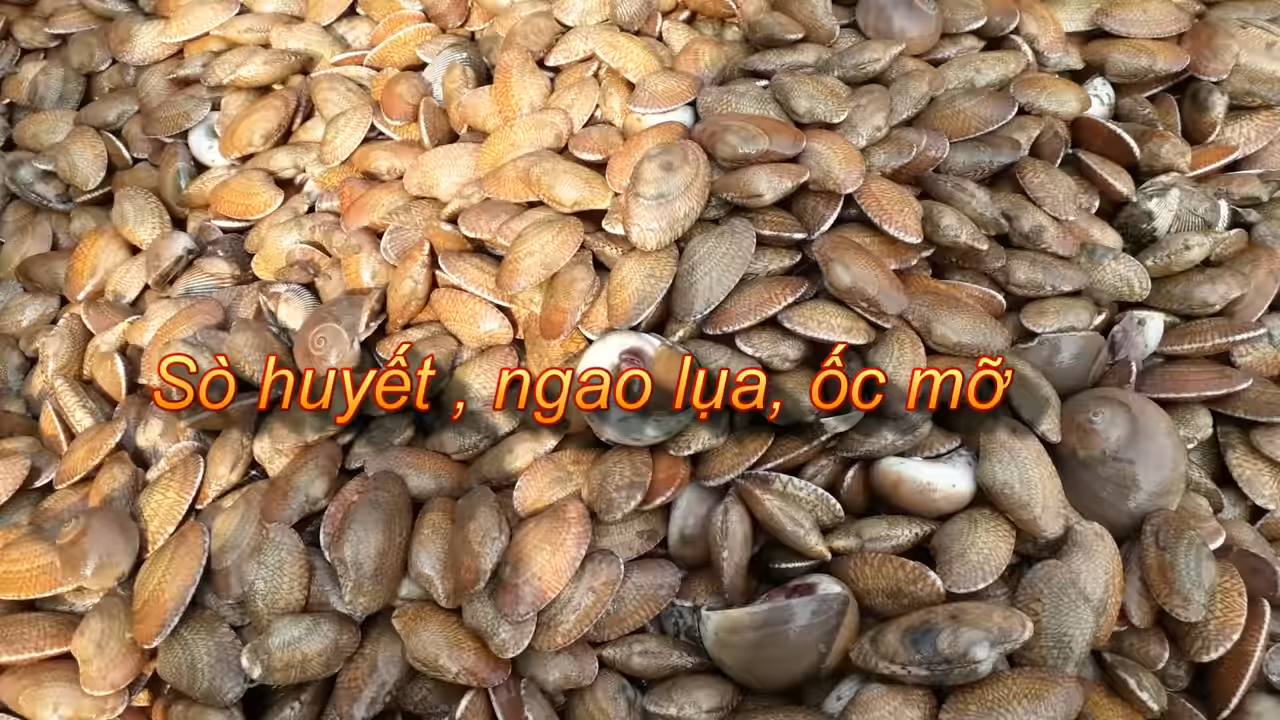 Sò huyết , ngao lụa, ốc mỡ